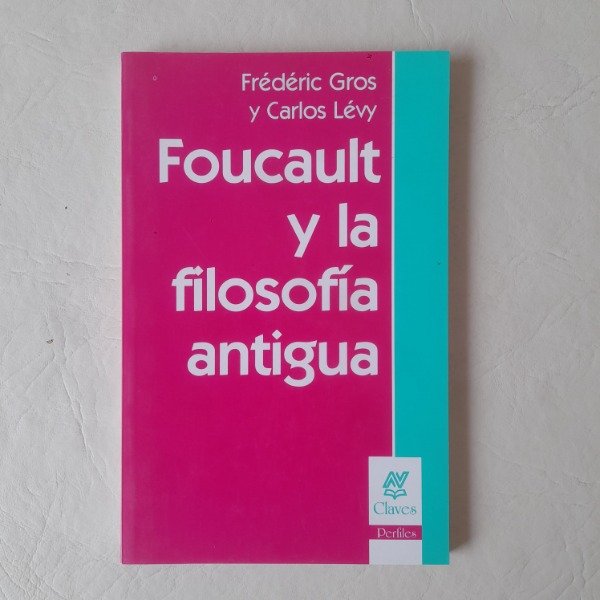 Frédéric Gros
y Carlos Lévy
Foucault
y la
filosofía
antigua
Claves
Perfiles